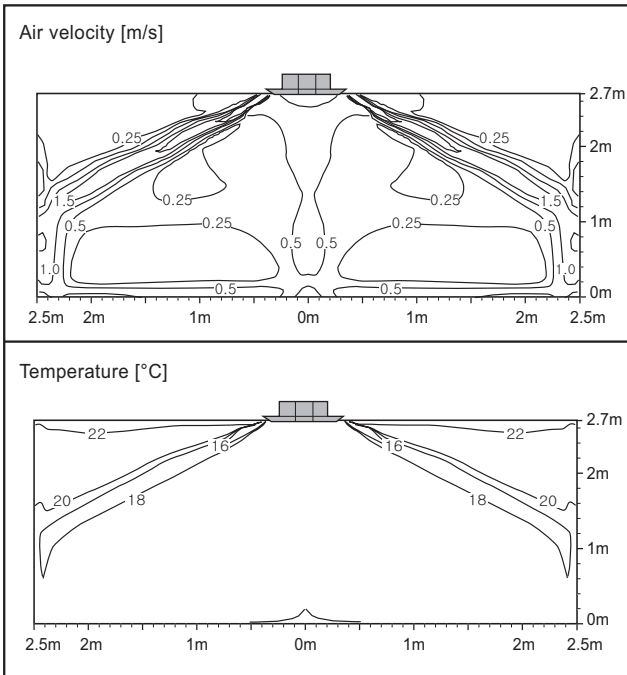 Air velocity [m/s]
2.7m
0.25 0.25
2m
1.5 1.5
0.25 0.25
0.5 0.25 0.25 0.5 1m
0.5 0.5
1.0 1.0
0.5 0.5 0m
2.5m 2m 1m 0m 1m 2m 2.5m
Temperature [°C]
2.7m
22 16 16 22
2m
20 18 18 20
1m
0m
2.5m 2m 1m 0m 1m 2m 2.5m